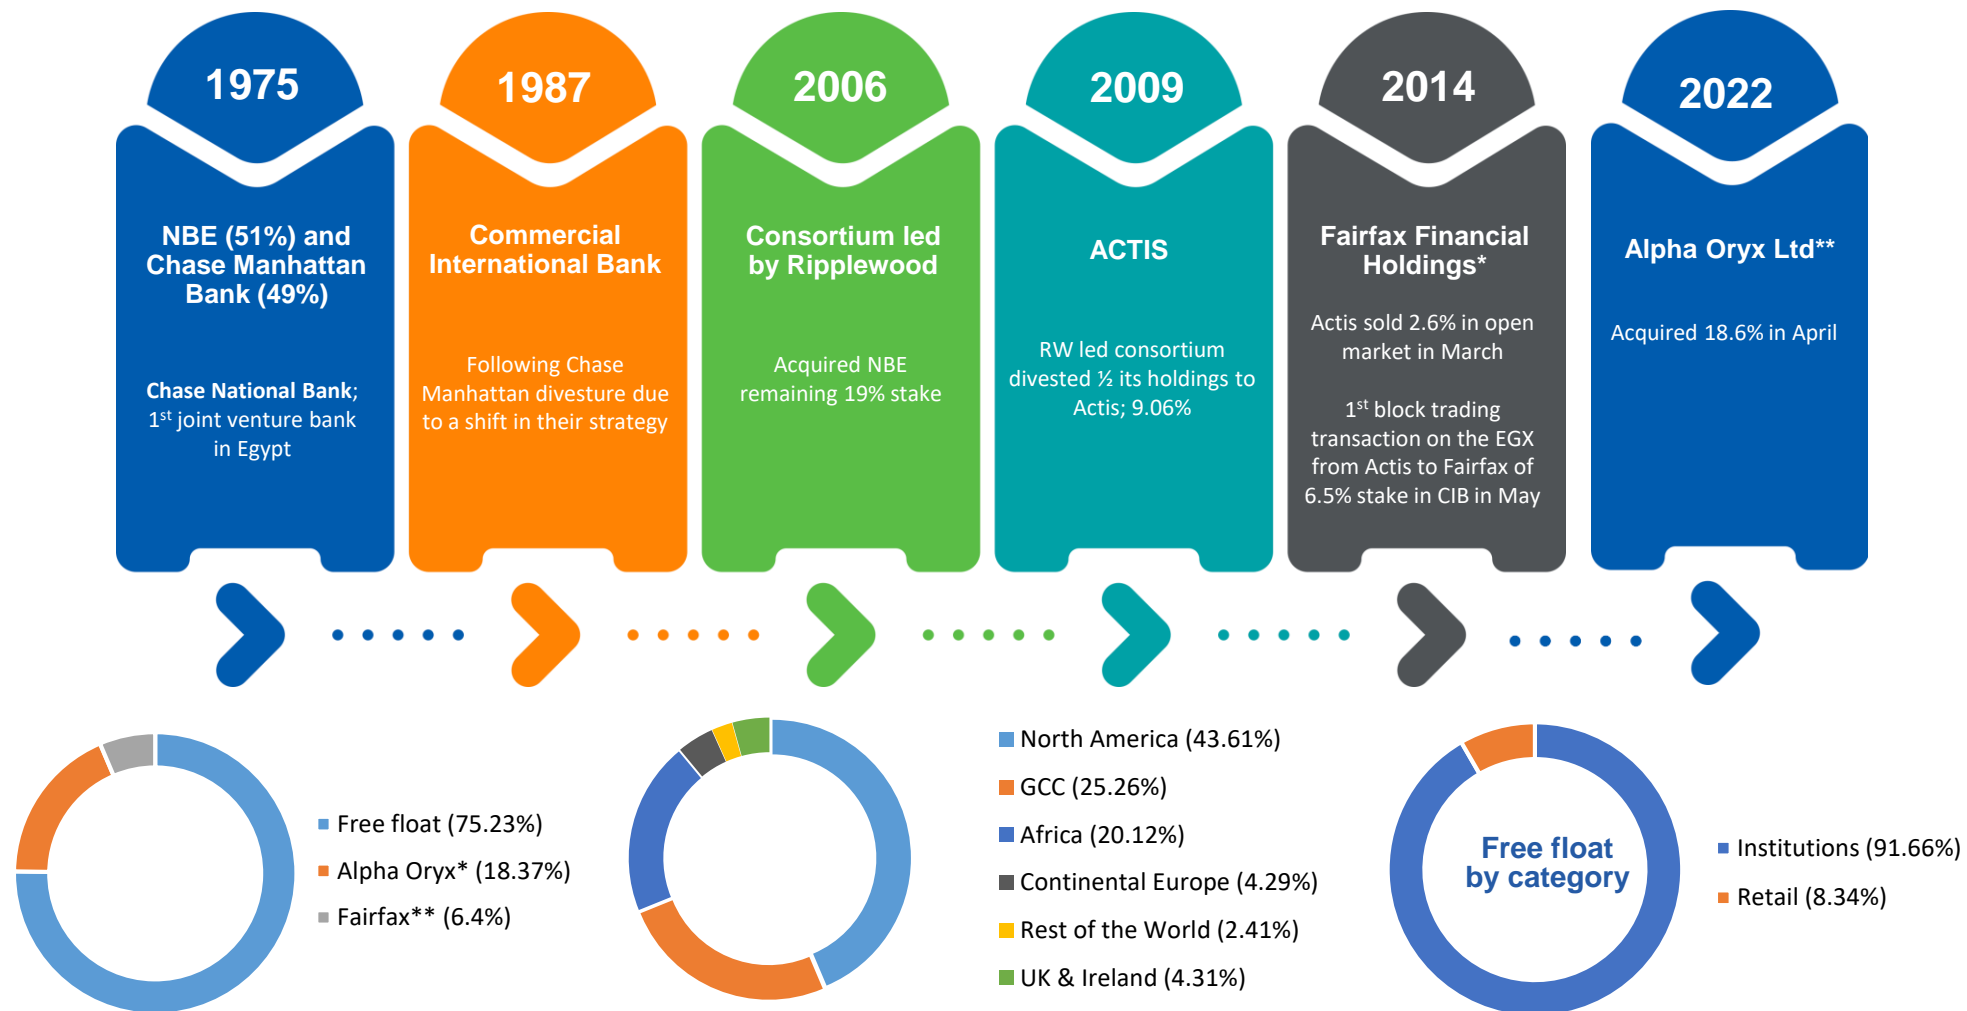 1975
NBE (51%) and
Chase Manhattan
Bank (49%)
Chase National Bank;
1st joint venture bank
in Egypt
1987
Commercial
International Bank
Following Chase
Manhattan divesture due
to a shift in their strategy
2006
Consortium led
by Ripplewood
Acquired NBE
remaining 19% stake
2009
ACTIS
RW led consortium
divested ½ its holdings to
Actis; 9.06%
2014
Fairfax Financial
Holdings*
Actis sold 2.6% in open
market in March
1st block trading
transaction on the EGX
from Actis to Fairfax of
6.5% stake in CIB in May
2022
Alpha Oryx Ltd**
Acquired 18.6% in April
Free float (75.23%)
Alpha Oryx* (18.37%)
Fairfax** (6.4%)
North America (43.61%)
GCC (25.26%)
Africa (20.12%)
Continental Europe (4.29%)
Rest of the World (2.41%)
UK & Ireland (4.31%)
Free float
by category
Institutions (91.66%)
Retail (8.34%)